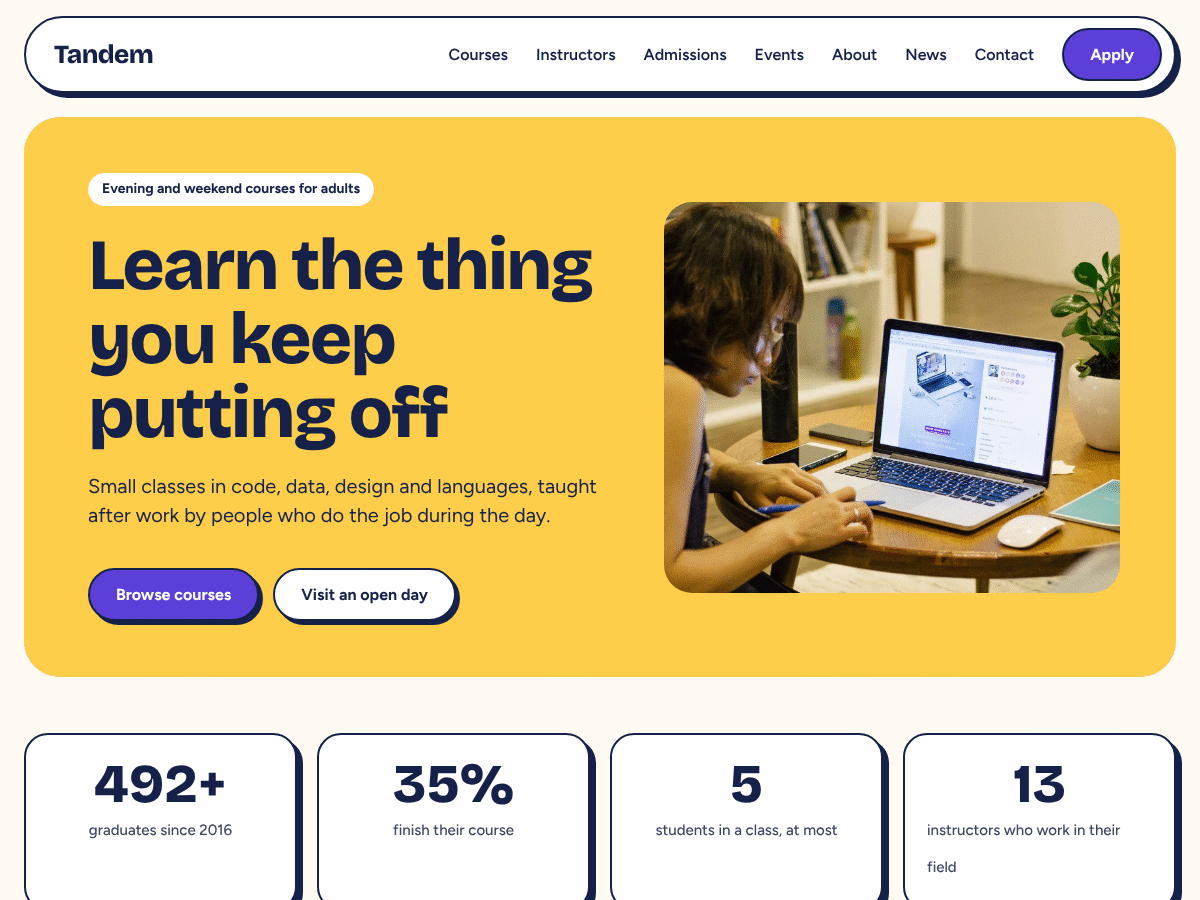 Tandem
Courses
Instructors
Admissions
Events
About
News
Contact
Apply
Evening and weekend courses for adults
Learn the thing
you keep
putting off
Small classes in code, data, design and languages, taught
after work by people who do the job during the day.
Browse courses
Visit an open day
492+
graduates since 2016
35%
finish their course
5
students in a class, at most
13
instructors who work in their
field